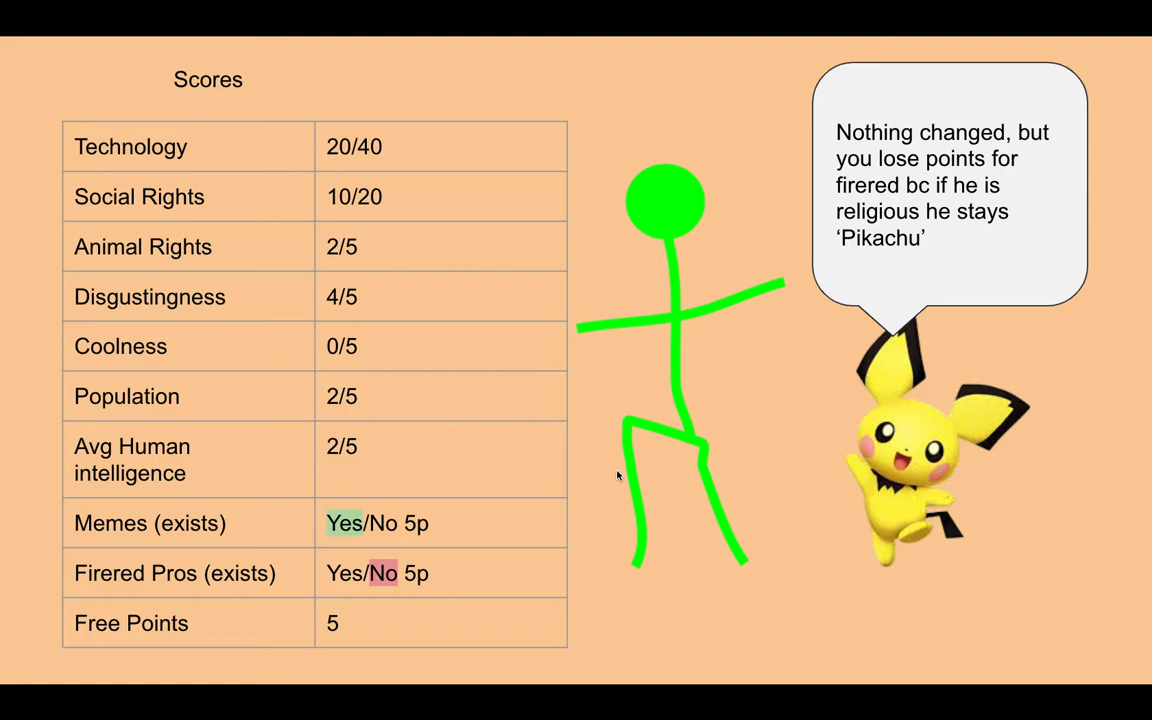 Scores
Technology 20/40
Social Rights 10/20
Animal Rights 2/5
Disgustingness 4/5
Coolness 0/5
Population 2/5
Avg Human 2/5
intelligence
Memes (exists) Yes/No 5p
Firered Pros (exists) Yes/No 5p
Free Points 5
Nothing changed, but
you lose points for
firered bc if he is
religious he stays
‘Pikachu’